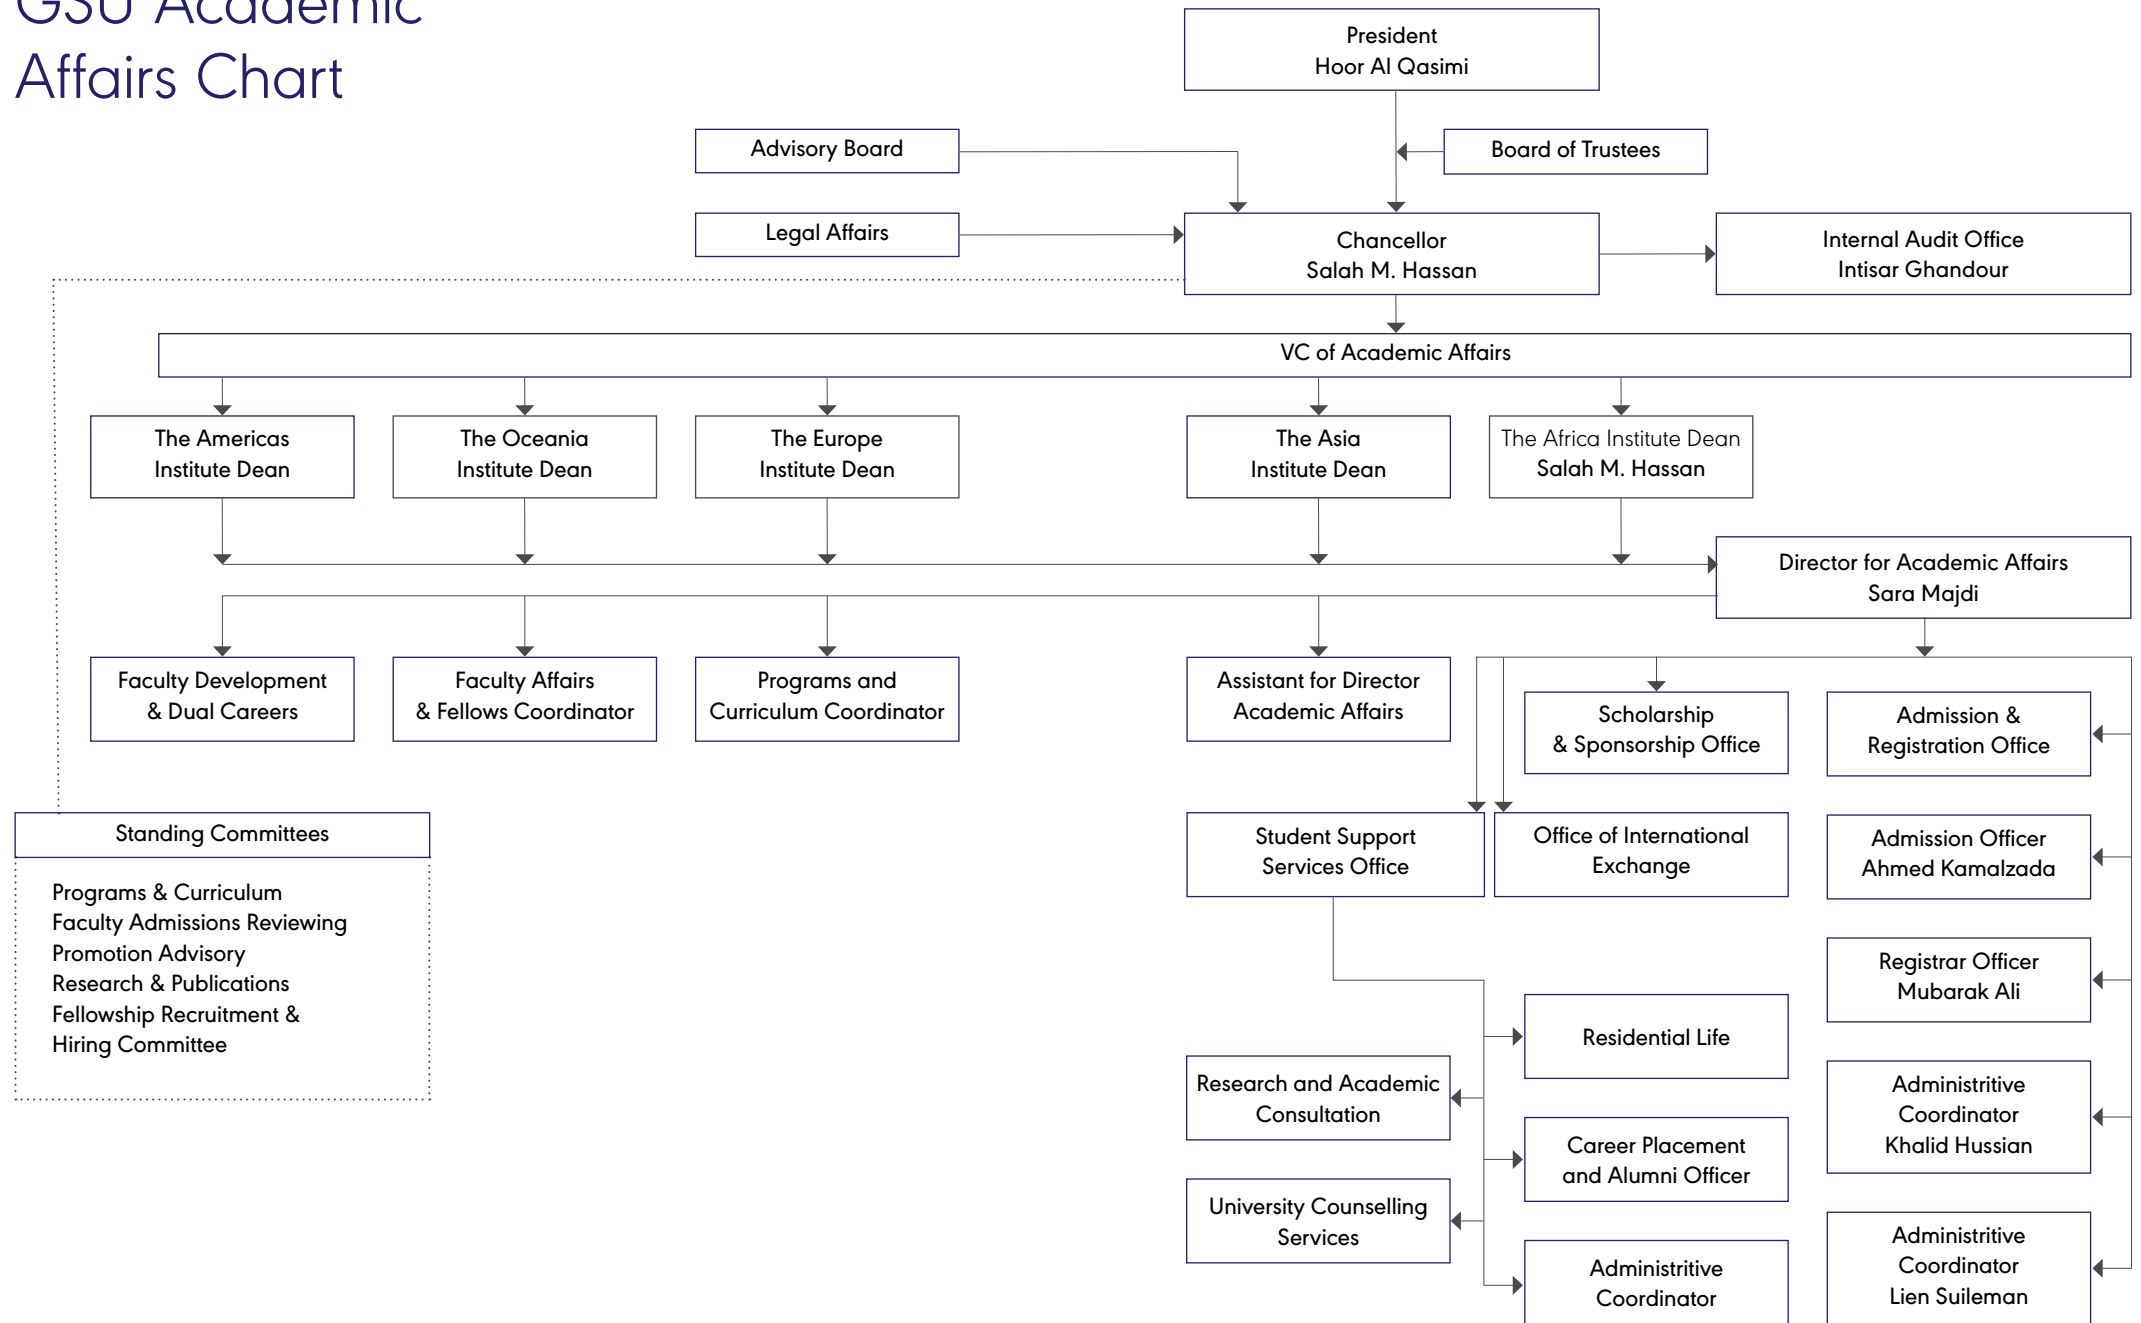 GSU Academic
Affairs Chart
President
Hoor Al Qasimi
Advisory Board
Board of Trustees
Legal Affairs
Chancellor
Salah M. Hassan
Internal Audit Office
Intisar Ghandour
VC of Academic Affairs
The Americas
Institute Dean
The Oceania
Institute Dean
The Europe
Institute Dean
The Asia
Institute Dean
The Africa Institute Dean
Salah M. Hassan
Director for Academic Affairs
Sara Majdi
Faculty Development
& Dual Careers
Faculty Affairs
& Fellows Coordinator
Programs and
Curriculum Coordinator
Assistant for Director
Academic Affairs
Scholarship
& Sponsorship Office
Admission &
Registration Office
Standing Committees
Programs & Curriculum
Faculty Admissions Reviewing
Promotion Advisory
Research & Publications
Fellowship Recruitment &
Hiring Committee
Student Support
Services Office
Office of International
Exchange
Admission Officer
Ahmed Kamalzada
Registrar Officer
Mubarak Ali
Residential Life
Research and Academic
Consultation
Administritive
Coordinator
Khalid Hussian
Career Placement
and Alumni Officer
University Counselling
Services
Administritive
Coordinator
Administritive
Coordinator
Lien Suileman